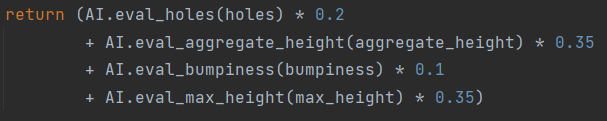 return (AI.eval_holes(holes) * 0.2
+ AI.eval_aggregate_height(aggregate_height) * 0.35
+ AI.eval_bumpiness(bumpiness) * 0.1
+ AI.eval_max_height(max_height) * 0.35)